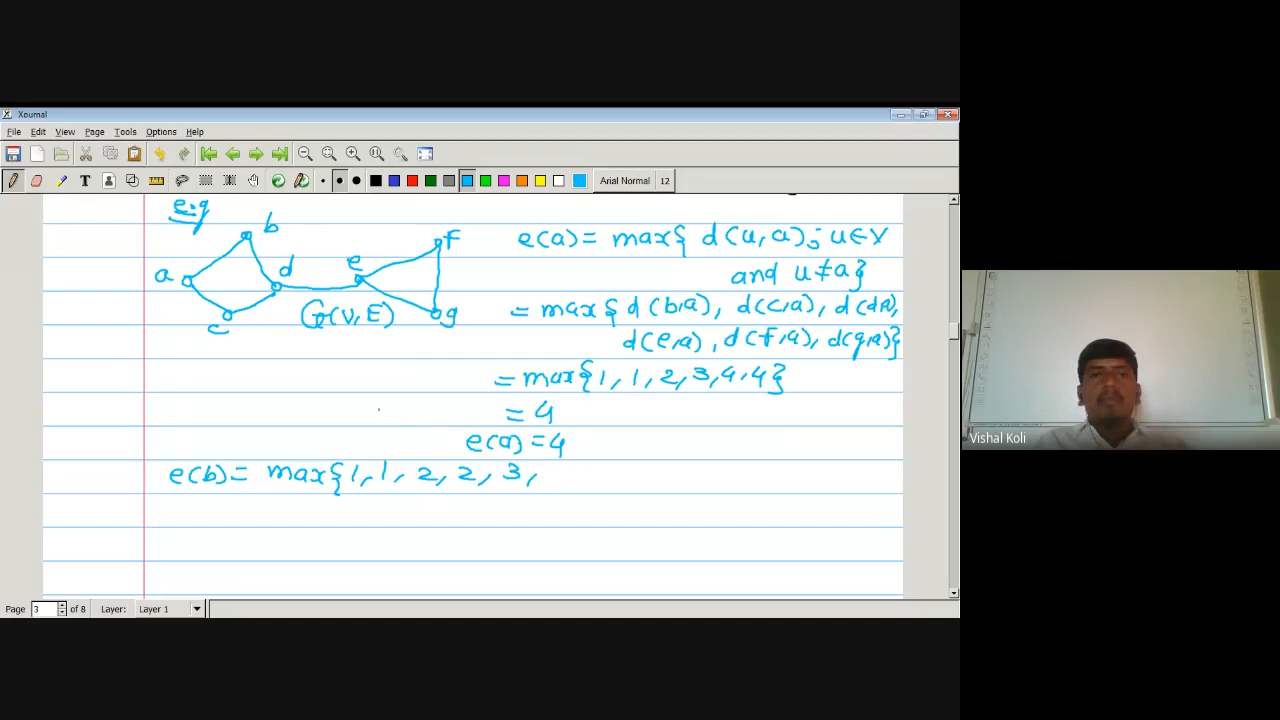 Xournal
File Edit View Page Tools Options Help
Arial Normal 12
e.g
b
a
d
c
e
f
g
G(V, E)
e(a) = max{ d(u, a) ; u ∈ V
and u ≠ a}
= max{ d(b,a), d(c,a), d(d,a),
d(e,a), d(f,a), d(g,a)}
= max{1, 1, 2, 3, 4, 4}
= 4
e(a) = 4
e(b) = max{1, 1, 2, 2, 3,
Page 3 of 8 Layer: Layer 1
Vishal Koli